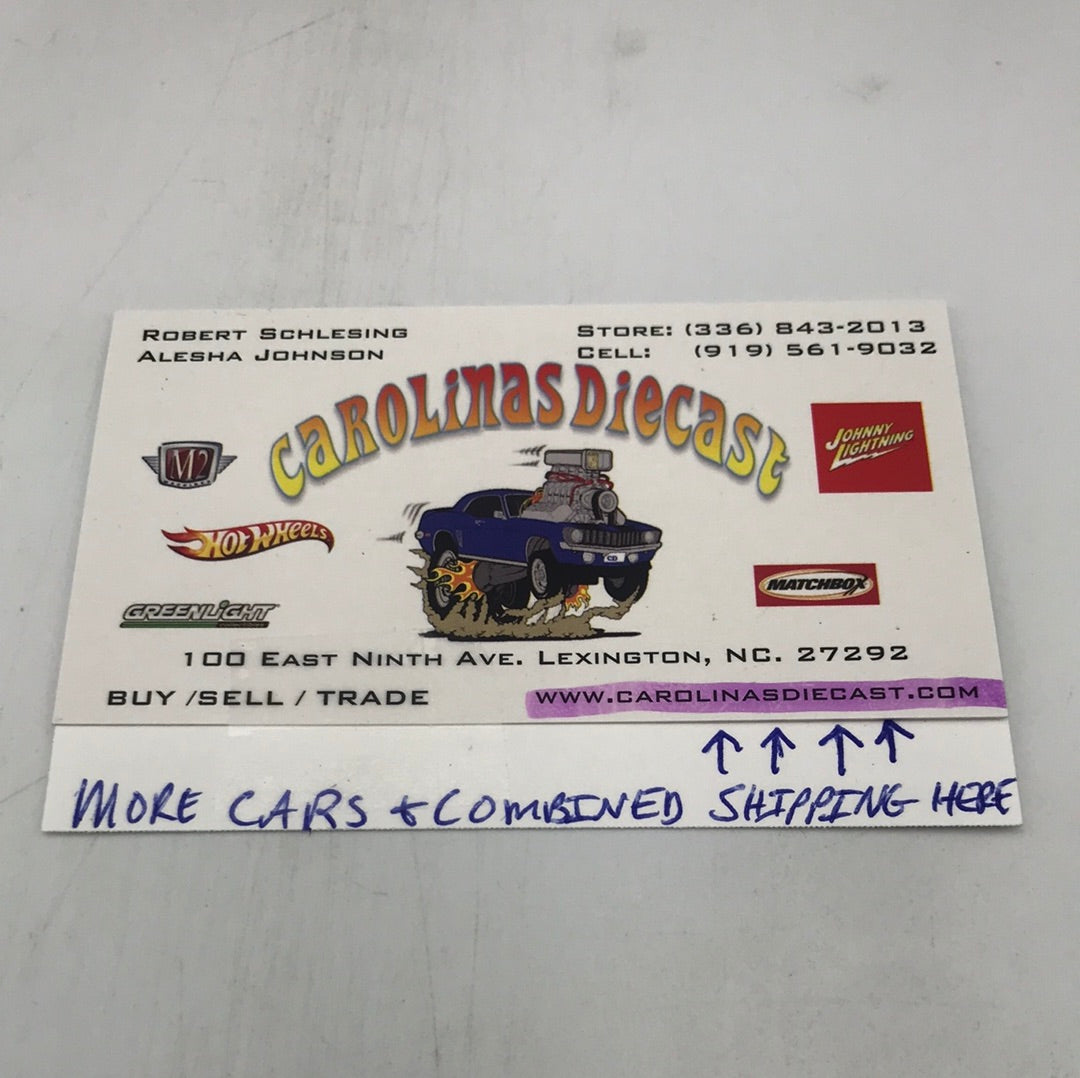 ROBERT SCHLESING
ALESHA JOHNSON
STORE: (336) 843-2013
CELL: (919) 561-9032
CAROLINAS DIECAST
M2
JOHNNY
LIGHTNING
HOT WHEELS
CD
MATCHBOX
GREENLIGHT
100 EAST NINTH AVE. LEXINGTON, NC. 27292
BUY /SELL / TRADE
WWW.CAROLINASDIECAST.COM
↑ ↑ ↑ ↑
MORE CARS + COMBINED SHIPPING HERE